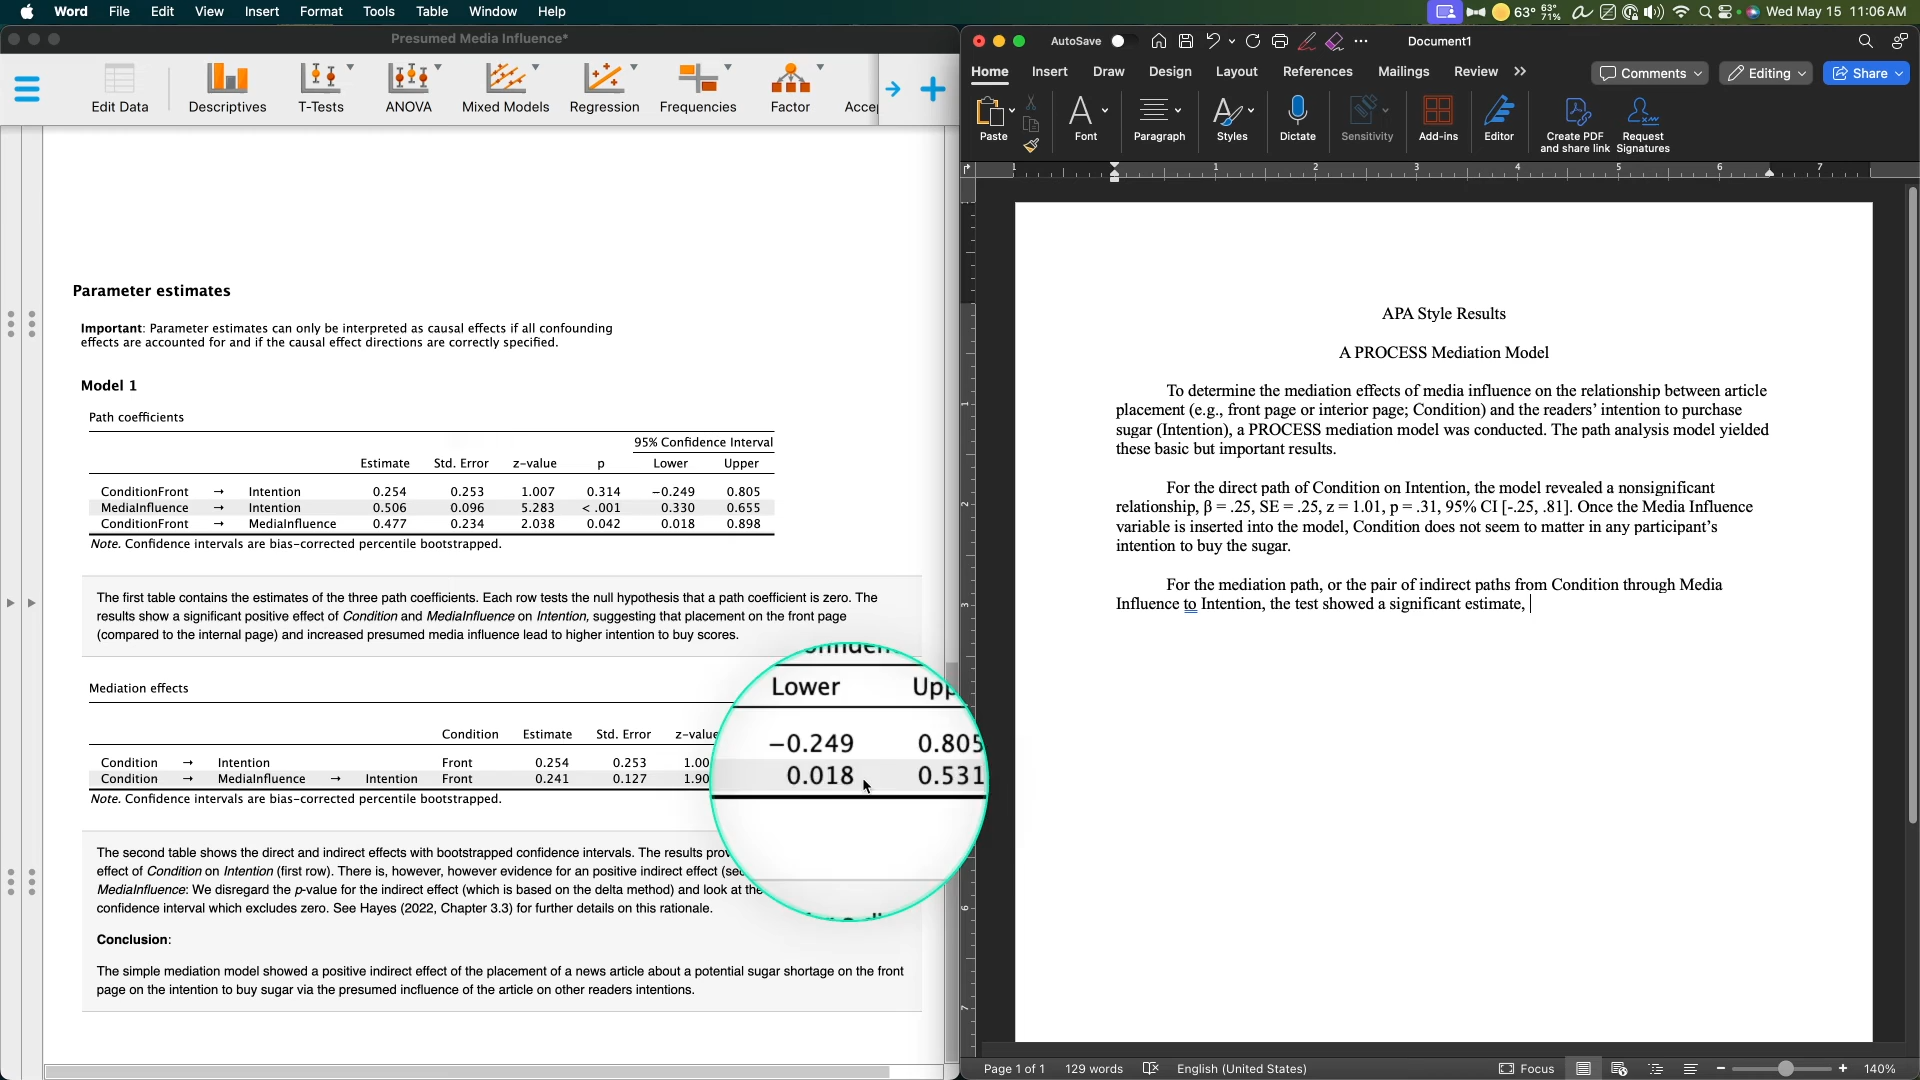 Word File Edit View Insert Format Tools Table Window Help
63° 63° 71% Wed May 15 11:06 AM
Presumed Media Influence*
Edit Data Descriptives T-Tests ANOVA Mixed Models Regression Frequencies Factor
Parameter estimates
Important: Parameter estimates can only be interpreted as causal effects if all confounding
effects are accounted for and if the causal effect directions are correctly specified.
Model 1
Path coefficients
95% Confidence Interval
Estimate Std. Error z-value p Lower Upper
ConditionFront → Intention 0.254 0.253 1.007 0.314 −0.249 0.805
MediaInfluence → Intention 0.506 0.096 5.283 < .001 0.330 0.655
ConditionFront → MediaInfluence 0.477 0.234 2.038 0.042 0.018 0.898
Note. Confidence intervals are bias-corrected percentile bootstrapped.
The first table contains the estimates of the three path coefficients. Each row tests the null hypothesis that a path coefficient is zero. The
results show a significant positive effect of Condition and MediaInfluence on Intention, suggesting that placement on the front page
(compared to the internal page) and increased presumed media influence lead to higher intention to buy scores.
Mediation effects
Condition Estimate Std. Error z-value
Condition → Intention Front 0.254 0.253 1.00
Condition → MediaInfluence → Intention Front 0.241 0.127 1.90
Note. Confidence intervals are bias-corrected percentile bootstrapped.
Lower Upp
−0.249 0.805
0.018 0.531
The second table shows the direct and indirect effects with bootstrapped confidence intervals. The results prov
effect of Condition on Intention (first row). There is, however, however evidence for an positive indirect effect (se
MediaInfluence: We disregard the p-value for the indirect effect (which is based on the delta method) and look at the
confidence interval which excludes zero. See Hayes (2022, Chapter 3.3) for further details on this rationale.
Conclusion:
The simple mediation model showed a positive indirect effect of the placement of a news article about a potential sugar shortage on the front
page on the intention to buy sugar via the presumed incfluence of the article on other readers intentions.
AutoSave Document1
Home Insert Draw Design Layout References Mailings Review Comments Editing Share
Paste Font Paragraph Styles Dictate Sensitivity Add-ins Editor Create PDF and share link Request Signatures
1 1 2 3 4 5 6 7
APA Style Results
A PROCESS Mediation Model
To determine the mediation effects of media influence on the relationship between article
placement (e.g., front page or interior page; Condition) and the readers’ intention to purchase
sugar (Intention), a PROCESS mediation model was conducted. The path analysis model yielded
these basic but important results.
For the direct path of Condition on Intention, the model revealed a nonsignificant
relationship, β = .25, SE = .25, z = 1.01, p = .31, 95% CI [-.25, .81]. Once the Media Influence
variable is inserted into the model, Condition does not seem to matter in any participant’s
intention to buy the sugar.
For the mediation path, or the pair of indirect paths from Condition through Media
Influence to Intention, the test showed a significant estimate,
Page 1 of 1 129 words English (United States) Focus 140%